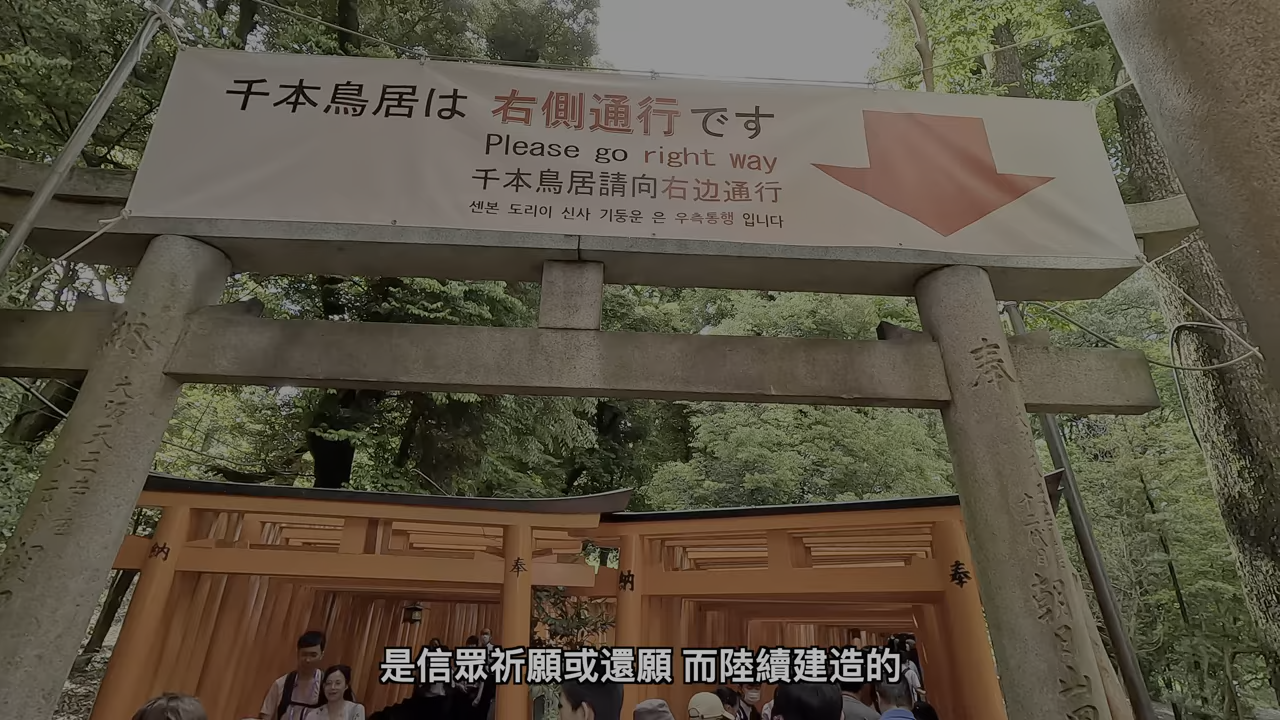 千本鳥居は 右側通行です
Please go right way
千本鳥居請向右边通行
센본 도리이 신사 기둥운 은 우측통행 입니다
奉
納
奉
納
奉
朝日
是信眾祈願或還願 而陸續建造的